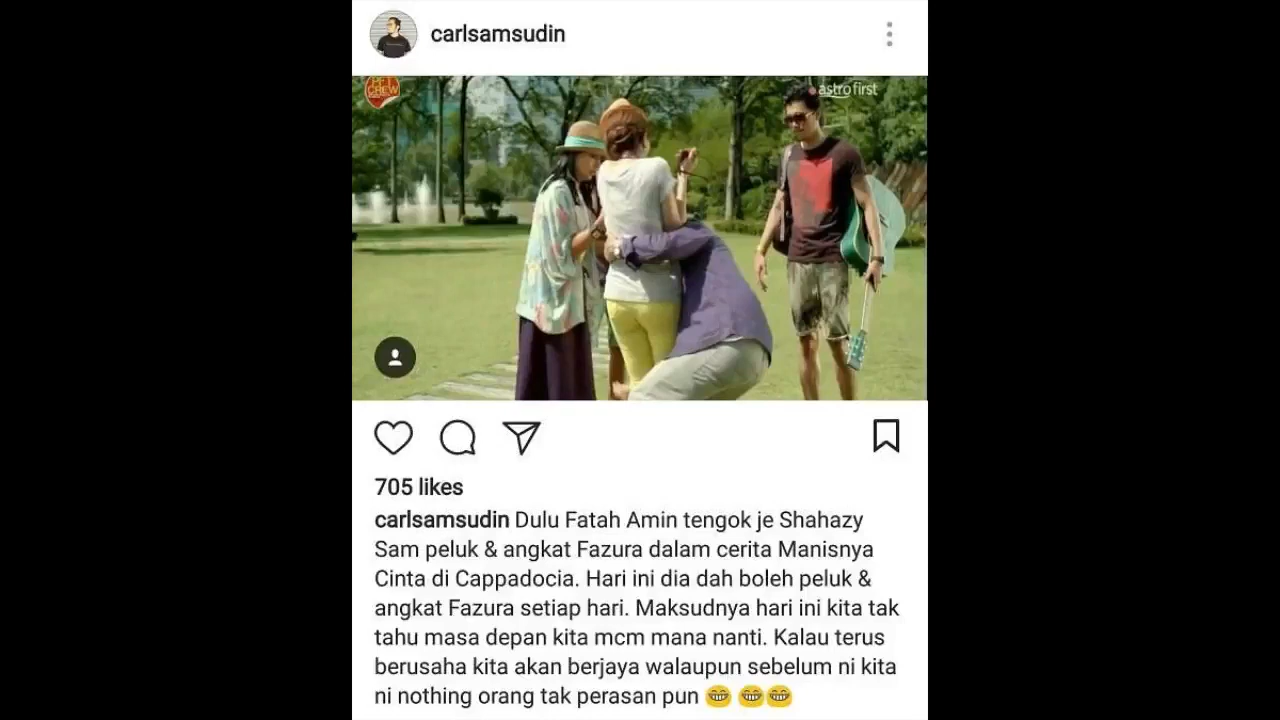 carlsamsudin
PFT
CREW
astro first
705 likes
carlsamsudin Dulu Fatah Amin tengok je Shahazy
Sam peluk & angkat Fazura dalam cerita Manisnya
Cinta di Cappadocia. Hari ini dia dah boleh peluk &
angkat Fazura setiap hari. Maksudnya hari ini kita tak
tahu masa depan kita mcm mana nanti. Kalau terus
berusaha kita akan berjaya walaupun sebelum ni kita
ni nothing orang tak perasan pun 😂 😂😂